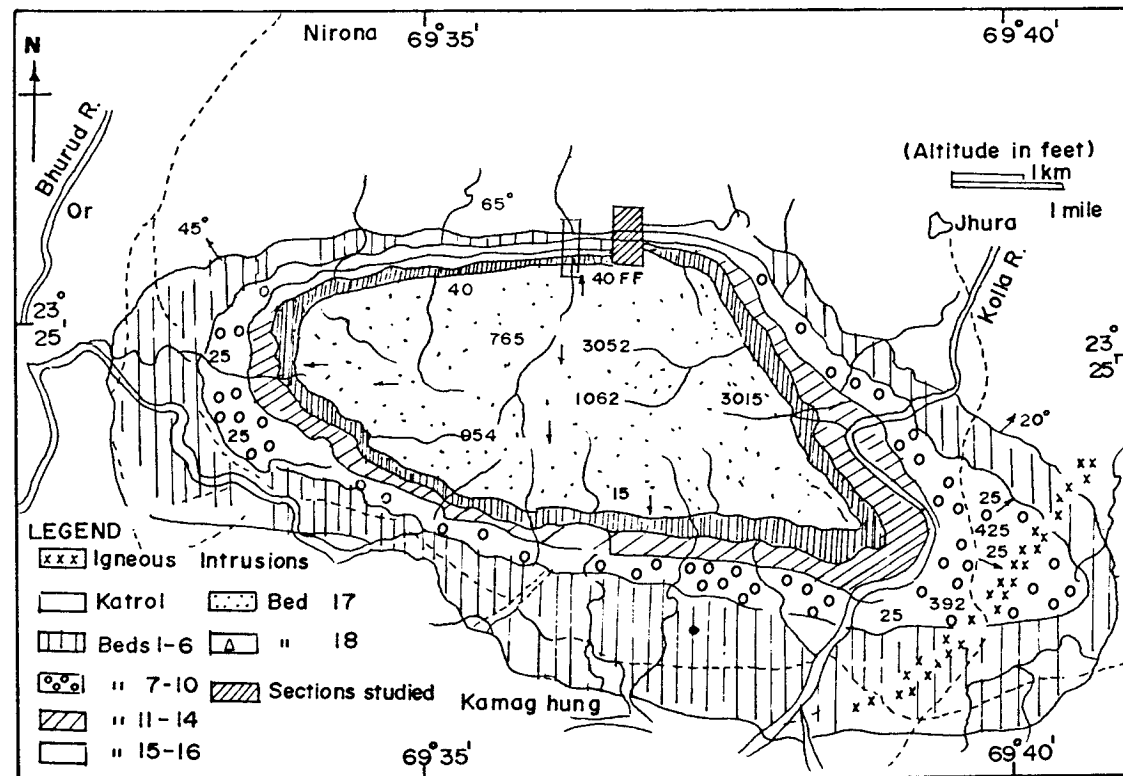 Nirona 69°35' 69°40'
N
Bhurud R.
Or
(Altitude in feet)
1 km
1 mile
Jhura
Kolla R.
45°
65°
23°
25'
40
40 FF
765
3052
1062
3015
954
23°
25'
20°
25
25
15
25
425
25
25
392
LEGEND
xxx Igneous Intrusions
Katrol
Bed 17
Beds 1-6
" 18
" 7-10
Sections studied
" 11-14
" 15-16
Kamag hung
69°35' 69°40'